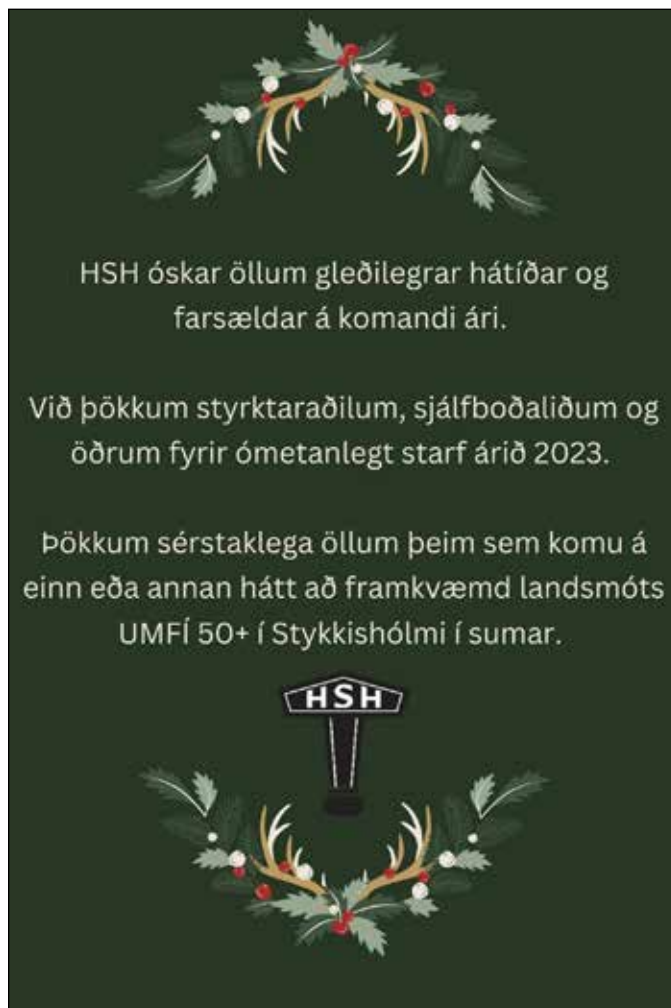 HSH óskar öllum gleðilegrar hátíðar og
farsældar á komandi ári.
Við þökkum styrktaraðilum, sjálfboðaliðum og
öðrum fyrir ómetanlegt starf árið 2023.
Þökkum sérstaklega öllum þeim sem komu á
einn eða annan hátt að framkvæmd landsmóts
UMFÍ 50+ í Stykkishólmi í sumar.
HSH